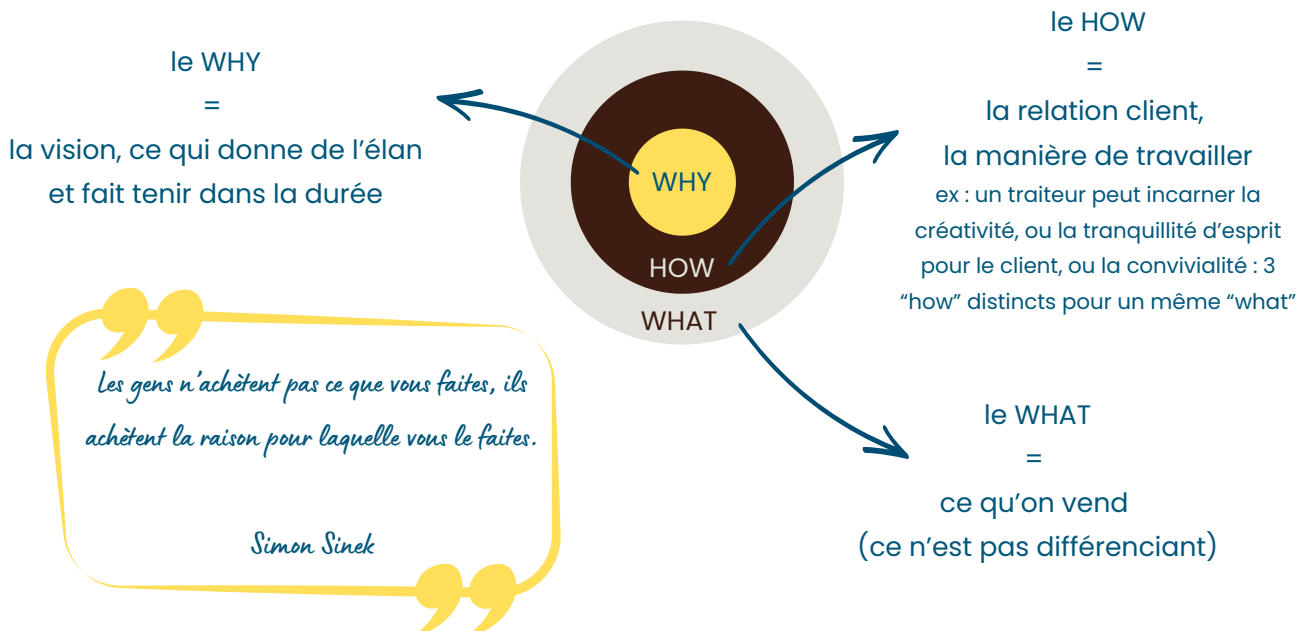 le WHY
=
la vision, ce qui donne de l’élan
et fait tenir dans la durée
WHY
HOW
WHAT
le HOW
=
la relation client,
la manière de travailler
ex : un traiteur peut incarner la
créativité, ou la tranquillité d’esprit
pour le client, ou la convivialité : 3
“how” distincts pour un même “what”
Les gens n’achètent pas ce que vous faites, ils
achètent la raison pour laquelle vous le faites.
Simon Sinek
le WHAT
=
ce qu’on vend
(ce n’est pas différenciant)